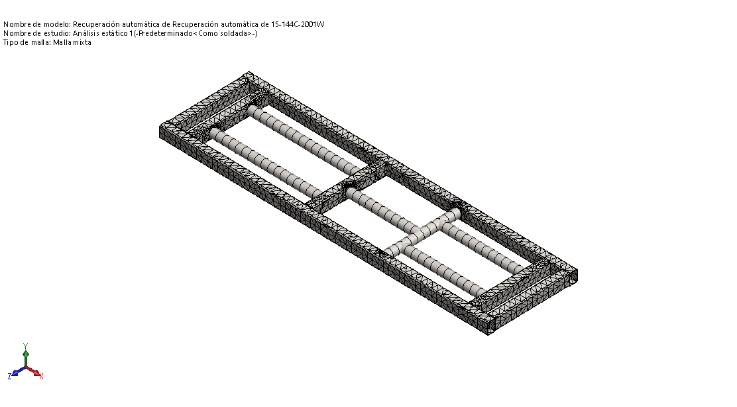 Nombre de modelo: Recuperación automática de Recuperación automática de 15-144C-2001W
Nombre de estudio: Análisis estático 1(-Predeterminado<Como soldada>-)
Tipo de malla: Malla mixta
Y
Z
X